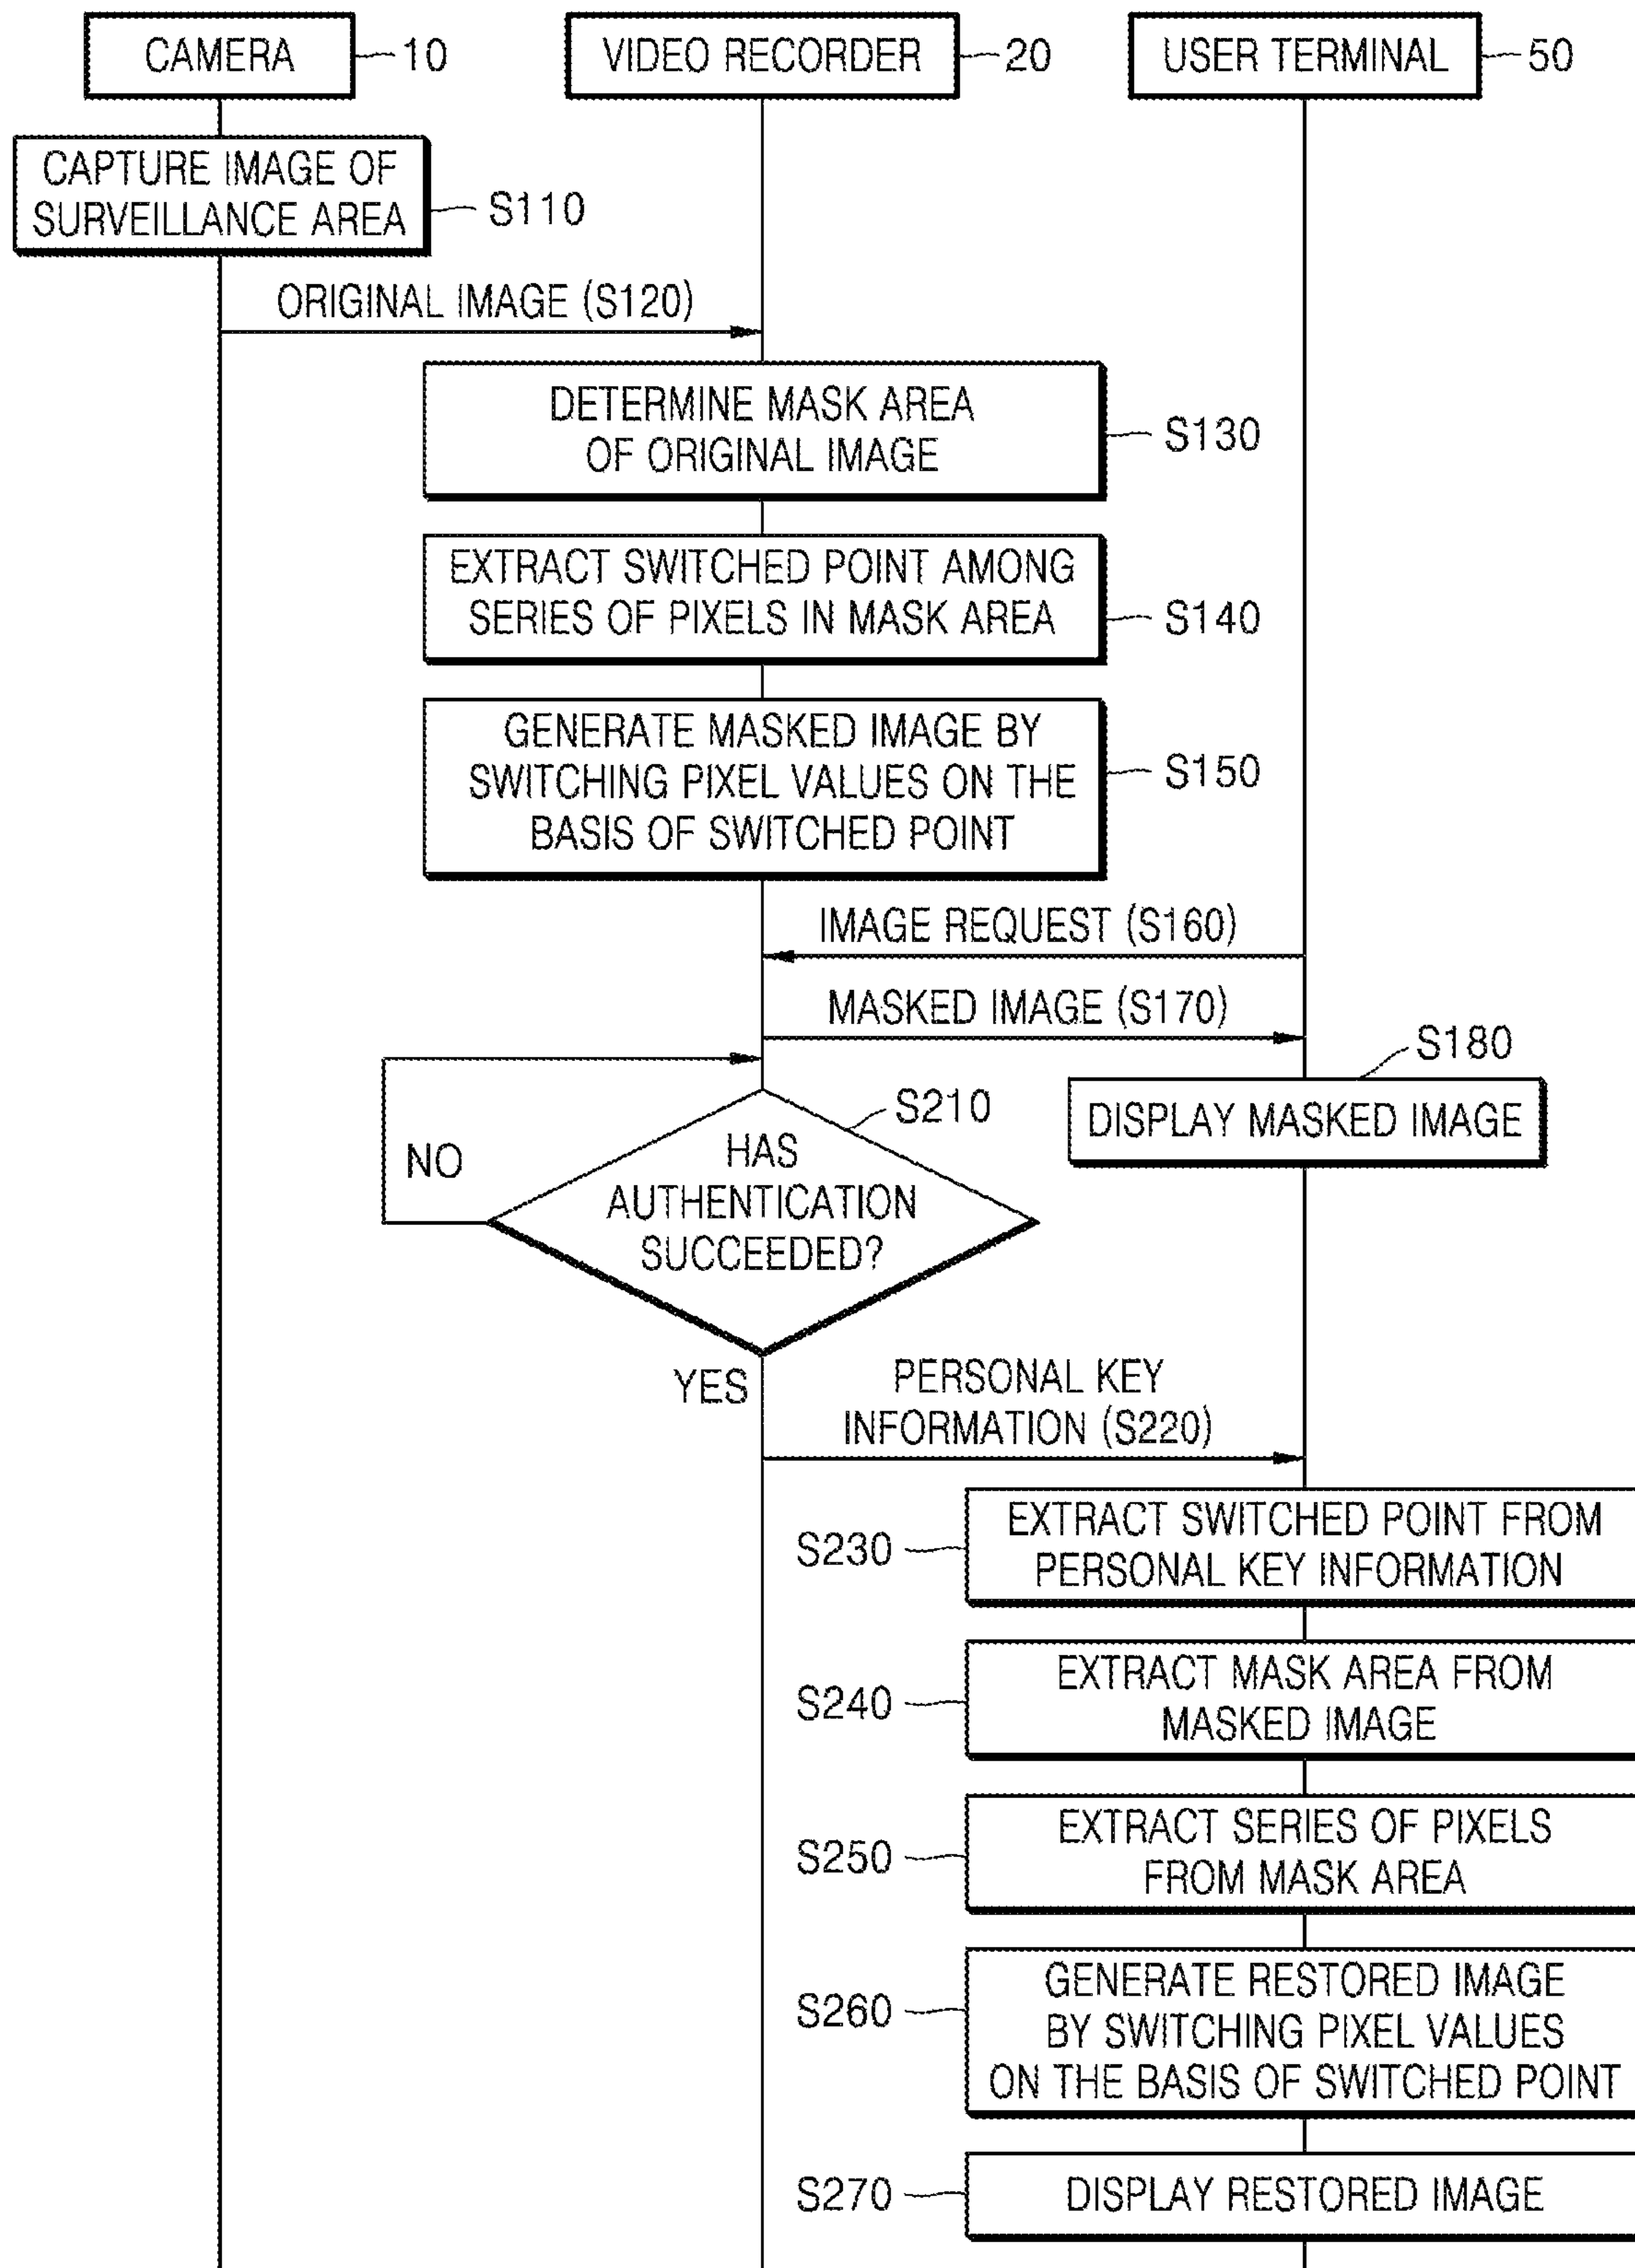 CAMERA
10
VIDEO RECORDER
20
USER TERMINAL
50
CAPTURE IMAGE OF
SURVEILLANCE AREA
S110
ORIGINAL IMAGE (S120)
DETERMINE MASK AREA
OF ORIGINAL IMAGE
S130
EXTRACT SWITCHED POINT AMONG
SERIES OF PIXELS IN MASK AREA
S140
GENERATE MASKED IMAGE BY
SWITCHING PIXEL VALUES ON THE
BASIS OF SWITCHED POINT
S150
IMAGE REQUEST (S160)
MASKED IMAGE (S170)
S180
DISPLAY MASKED IMAGE
S210
HAS
AUTHENTICATION
SUCCEEDED?
NO
YES
PERSONAL KEY
INFORMATION (S220)
S230
EXTRACT SWITCHED POINT FROM
PERSONAL KEY INFORMATION
S240
EXTRACT MASK AREA FROM
MASKED IMAGE
S250
EXTRACT SERIES OF PIXELS
FROM MASK AREA
S260
GENERATE RESTORED IMAGE
BY SWITCHING PIXEL VALUES
ON THE BASIS OF SWITCHED POINT
S270
DISPLAY RESTORED IMAGE